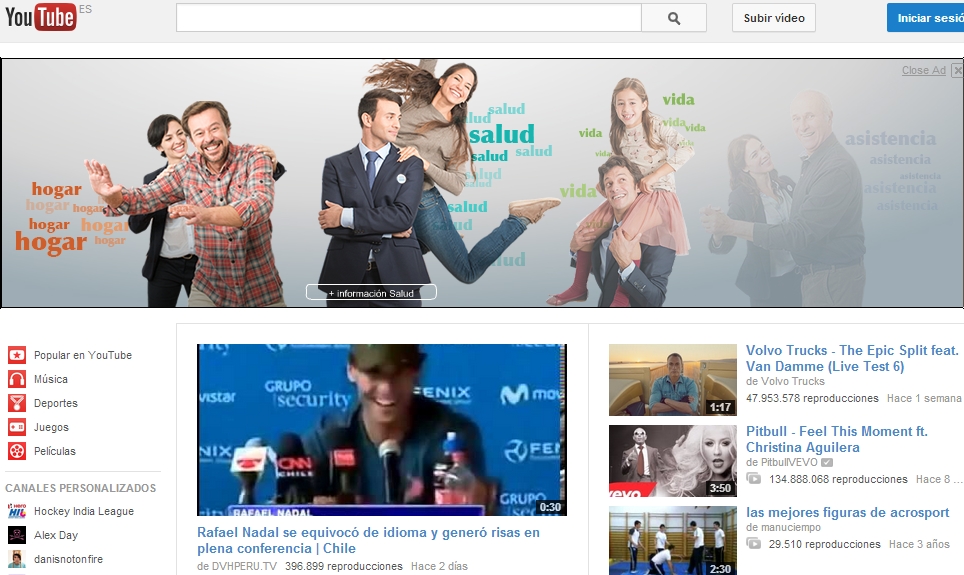 YouTube ES
Subir vídeo
Iniciar sesió
Close Ad
hogar
hogar hogar
hogar hogar
hogar hogar
salud
salud
salud
salud salud
salud
salud
salud
salud
vida
vida
vida vida
vida
vida
asistencia
asistencia
asistencia
asistencia
asistencia
+ información Salud
Popular en YouTube
Música
Deportes
Juegos
Películas
CANALES PERSONALIZADOS
Hockey India League
Alex Day
danisnotonfire
GRUPO
security
FENIX
CNN
CHILE
GRUPO
RAFAEL NADAL
0:30
Rafael Nadal se equivocó de idioma y generó risas en
plena conferencia | Chile
de DVHPERU.TV 396.899 reproducciones Hace 2 días
1:17
Volvo Trucks - The Epic Split feat.
Van Damme (Live Test 6)
de Volvo Trucks
47.953.578 reproducciones Hace 1 semana
vevo
3:50
Pitbull - Feel This Moment ft.
Christina Aguilera
de PitbullVEVO
134.888.068 reproducciones Hace 8 ...
2:30
las mejores figuras de acrosport
de manuciempo
29.510 reproducciones Hace 3 años